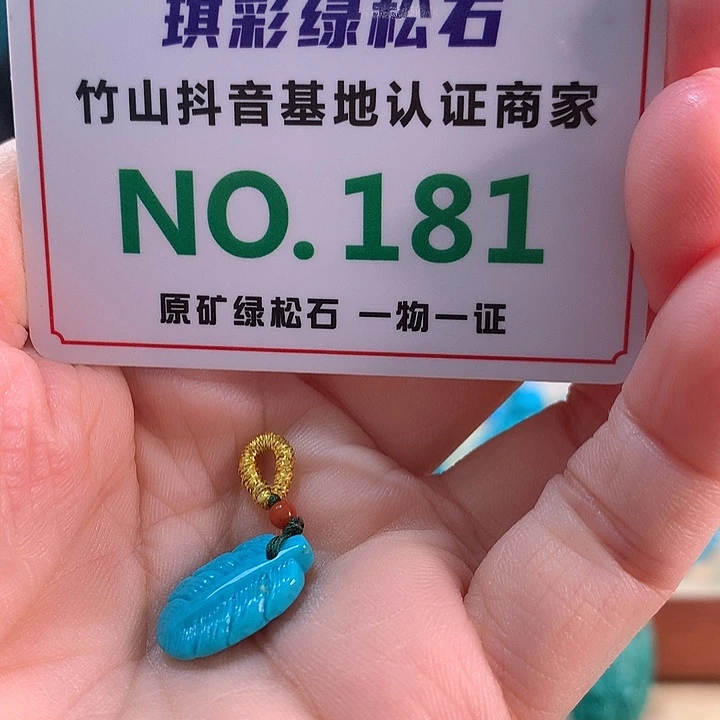 琪彩绿松石
竹山抖音基地认证商家
NO.181
原矿绿松石 一物一证